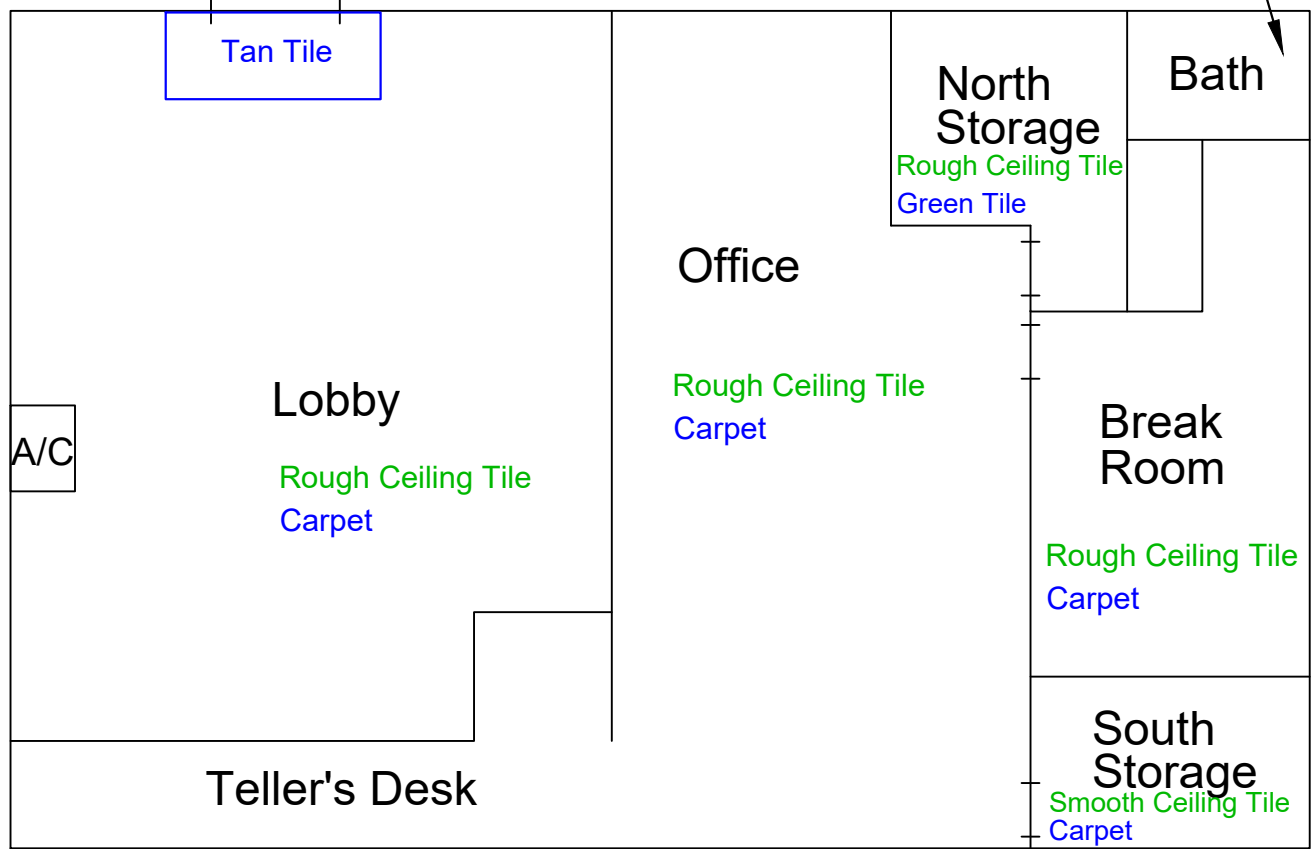 Tan Tile
North
Storage
Rough Ceiling Tile
Green Tile
Bath
Office
Rough Ceiling Tile
Carpet
Lobby
Rough Ceiling Tile
Carpet
A/C
Break
Room
Rough Ceiling Tile
Carpet
Teller's Desk
South
Storage
Smooth Ceiling Tile
Carpet